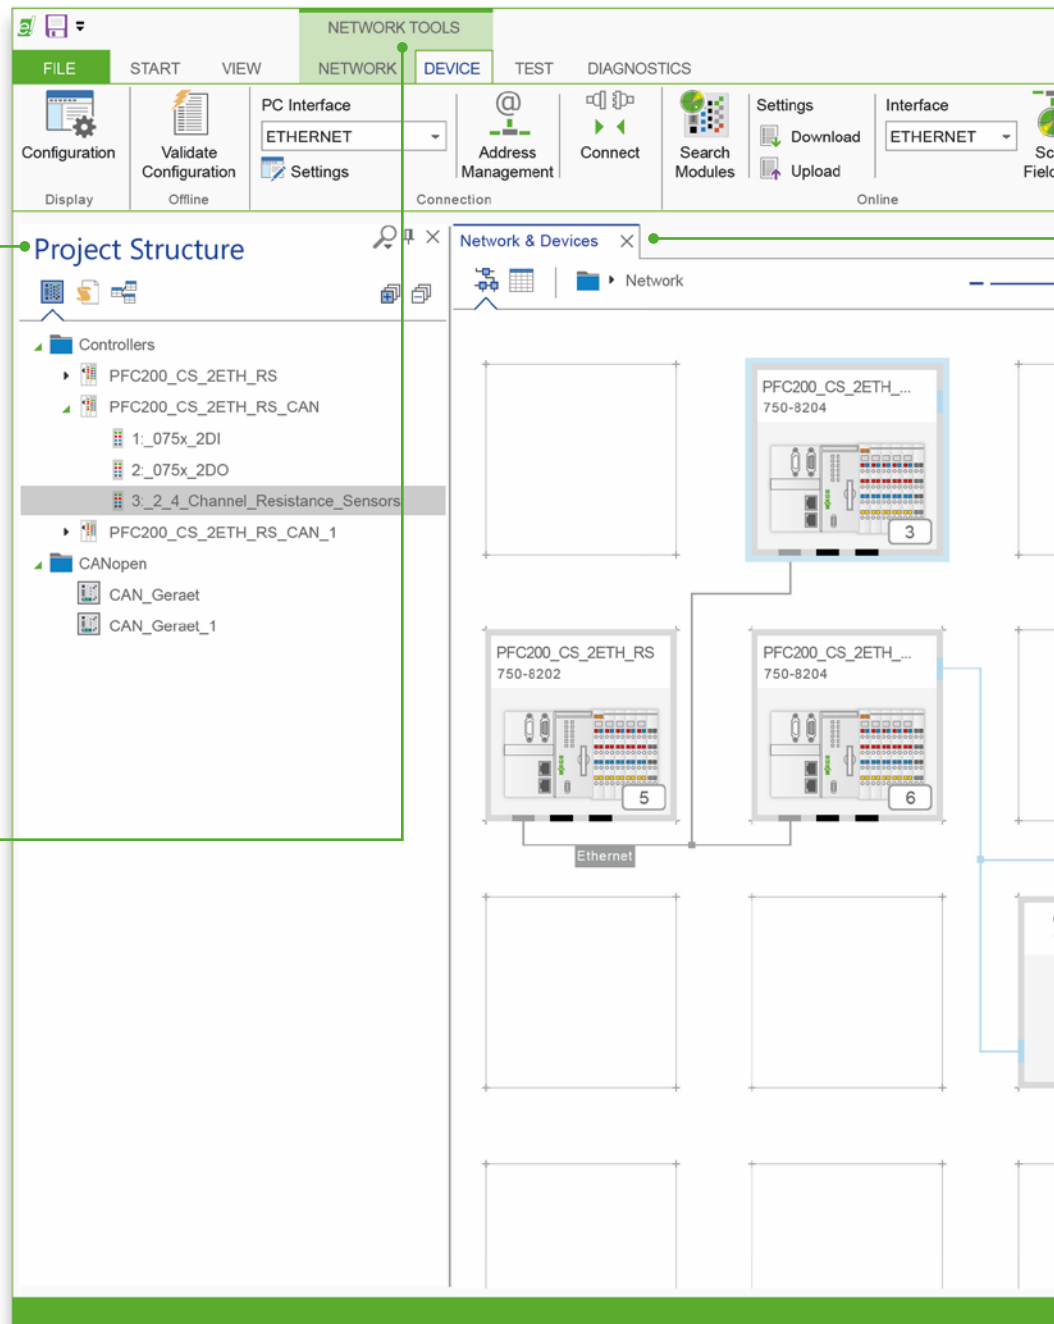 NETWORK TOOLS
FILE START VIEW NETWORK DEVICE TEST DIAGNOSTICS
Configuration
Display
Validate
Configuration
Offline
PC Interface
ETHERNET
Settings
Address
Management
Connect
Connection
Search
Modules
Settings
Download
Upload
Interface
ETHERNET
Online
Project Structure
Network & Devices
Network
Controllers
PFC200_CS_2ETH_RS
PFC200_CS_2ETH_RS_CAN
1:_075x_2DI
2:_075x_2DO
3:_2_4_Channel_Resistance_Sensors
PFC200_CS_2ETH_RS_CAN_1
CANopen
CAN_Geraet
CAN_Geraet_1
PFC200_CS_2ETH_...
750-8204
3
PFC200_CS_2ETH_RS
750-8202
5
PFC200_CS_2ETH_...
750-8204
6
Ethernet